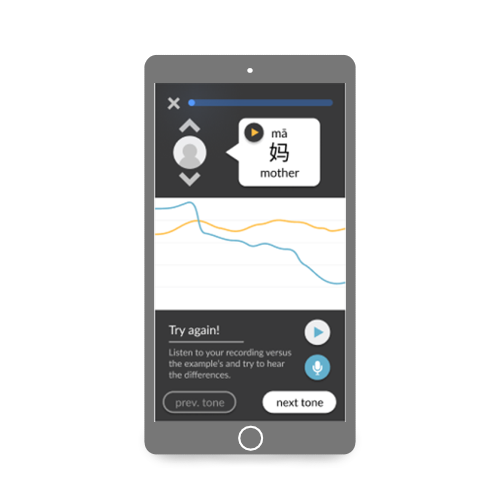 mā
妈
mother
Try again!
Listen to your recording versus
the example's and try to hear
the differences.
prev. tone
next tone